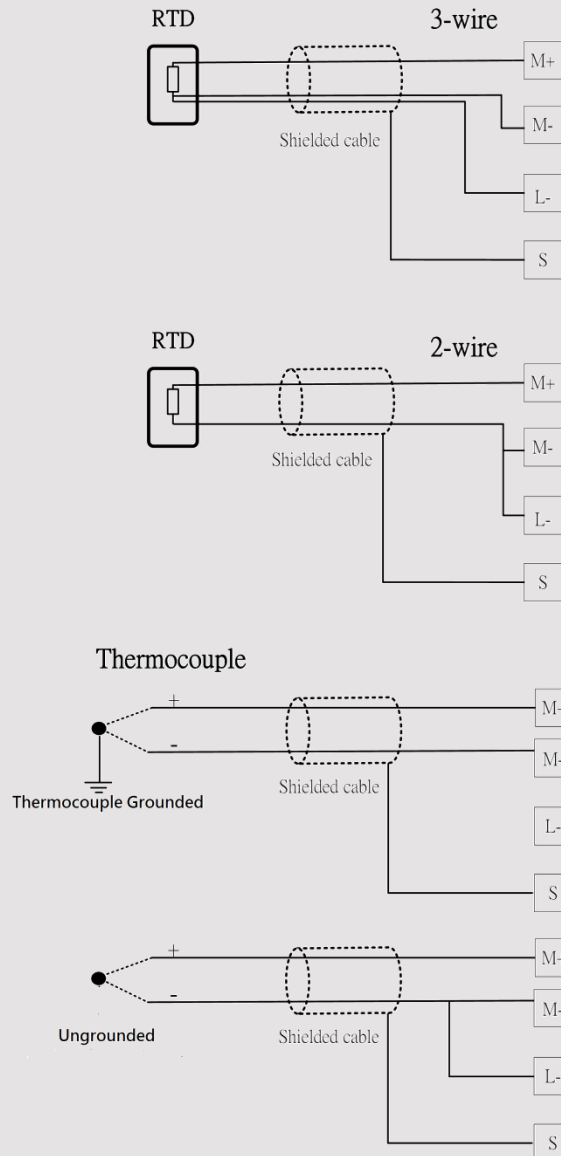 RTD 3-wire
M+
M-
Shielded cable
L-
S
RTD 2-wire
M+
M-
Shielded cable
L-
S
Thermocouple
+
M-
-
M-
Shielded cable
Thermocouple Grounded
L-
S
+
M-
-
M-
Ungrounded
Shielded cable
L-
S